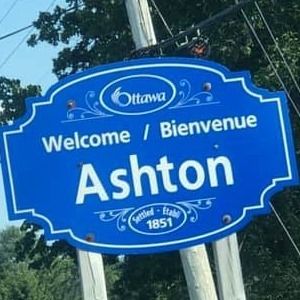 Ottawa
Welcome / Bienvenue
Ashton
Settled - Établi
1851